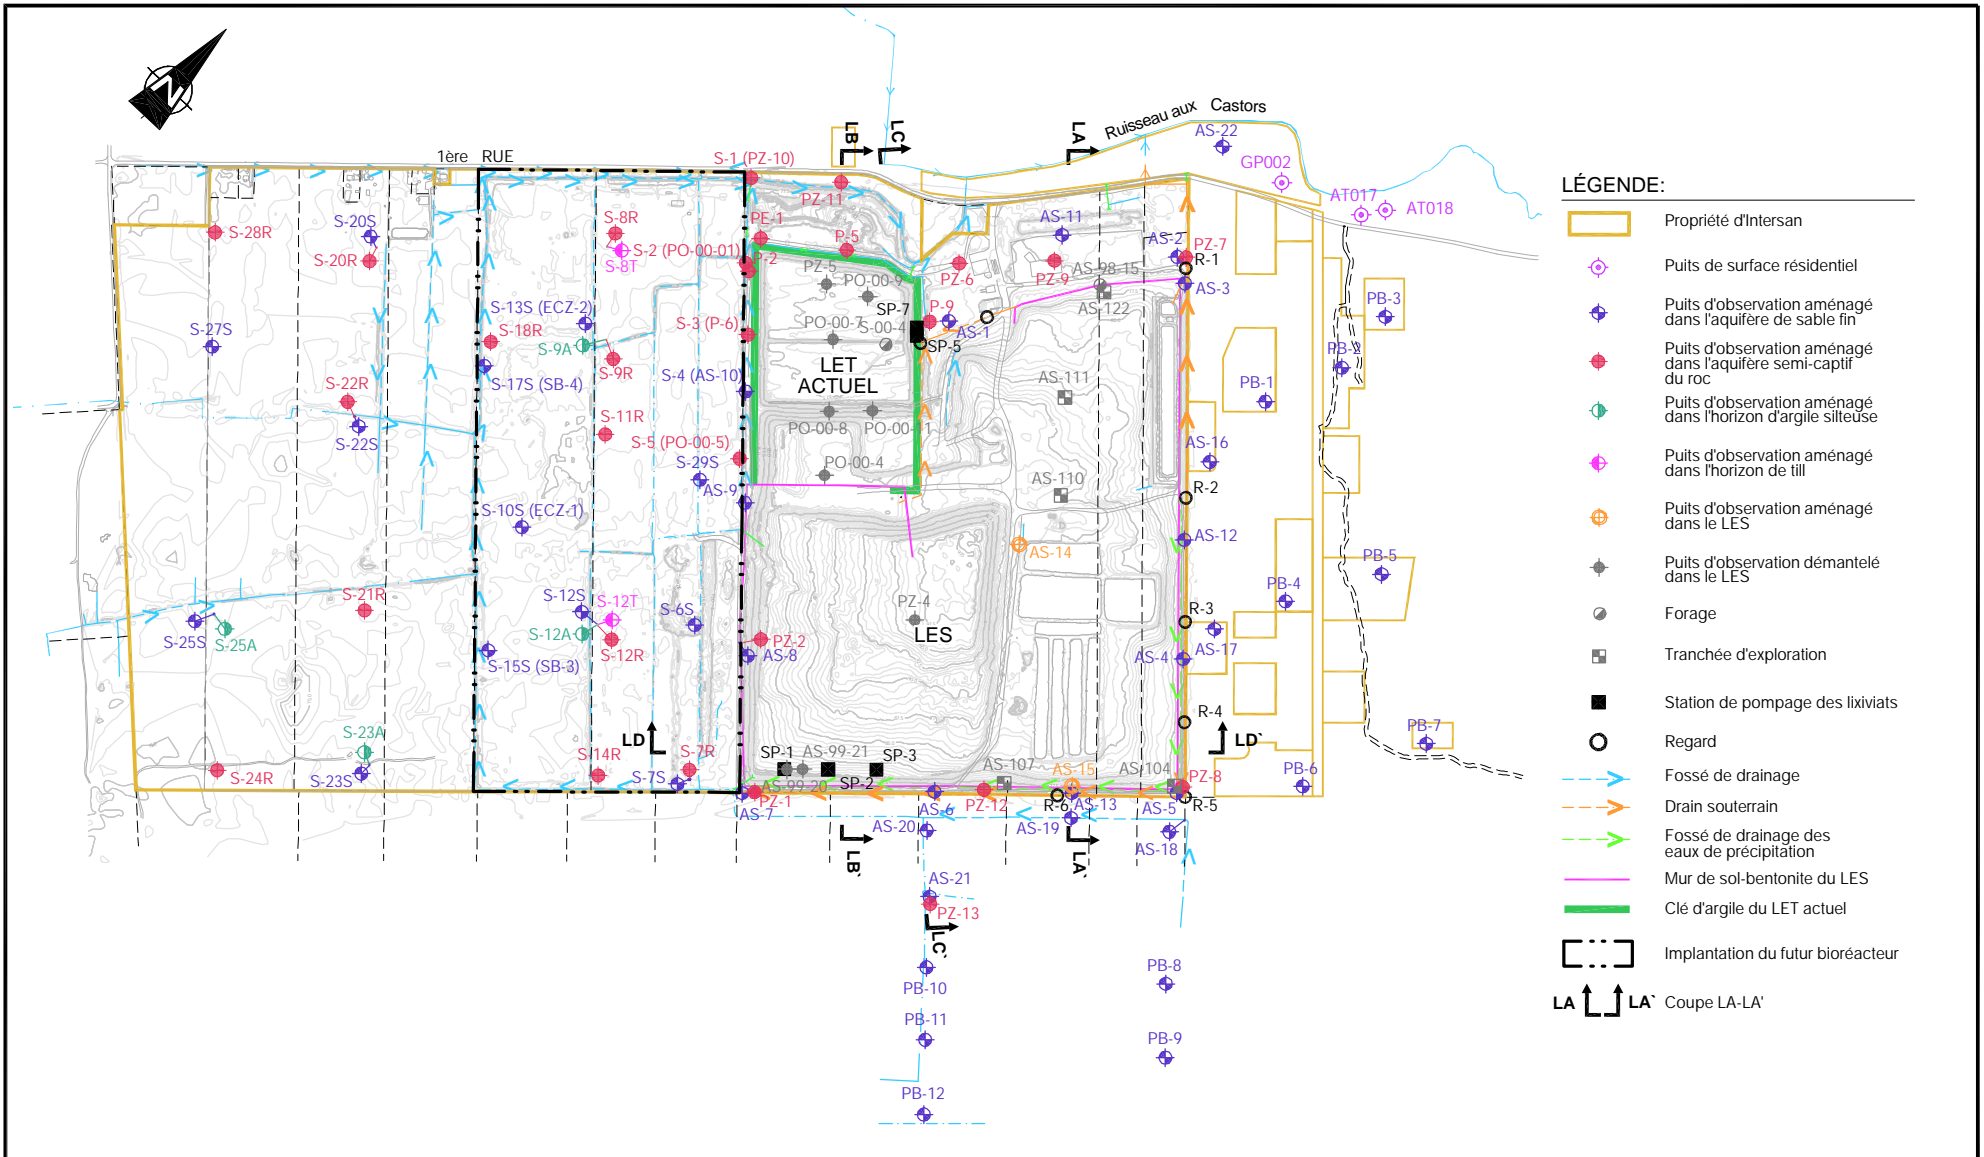 N
1ère RUE
Ruisseau aux Castors
LB
LC
LA
AS-22
GP002
AT017
AT018
S-1 (PZ-10)
PZ-11
PE-1
P-5
S-8R
S-2 (PO-00-01)
S-8T
P-2
S-20S
S-28R
S-20R
AS-11
AS-2
PZ-7
R-1
PZ-5
PO-00-9
PZ-6
PZ-9
AS-98-15
AS-3
AS-122
PB-3
S-13S (ECZ-2)
S-18R
S-27S
S-9A
S-9R
S-3 (P-6)
PO-00-7
SP-7
S-00-4
P-9
AS-1
SP-5
PB-2
S-17S (SB-4)
S-4 (AS-10)
LET
ACTUEL
AS-111
PB-1
S-22R
S-22S
S-11R
S-5 (PO-00-5)
PO-00-8
PO-00-11
AS-16
S-29S
PO-00-4
AS-110
AS-9
R-2
S-10S (ECZ-1)
AS-14
AS-12
PB-5
PB-4
S-21R
S-12S
S-12T
S-6S
PZ-4
R-3
S-25S
S-25A
S-12A
S-12R
LES
PZ-2
AS-8
AS-17
AS-4
S-15S (SB-3)
R-4
PB-7
LD
LD`
S-23A
S-24R
S-23S
S-14R
S-7R
S-7S
SP-1
AS-99-21
SP-3
SP-2
AS-99-20
PZ-1
AS-7
AS-6
PZ-12
AS-107
AS-15
R-6
AS-13
AS-104
PZ-8
AS-5
R-5
PB-6
AS-20
AS-19
AS-18
LB`
LA`
AS-21
PZ-13
LC`
PB-10
PB-8
PB-11
PB-9
PB-12
LÉGENDE:
Propriété d'Intersan
Puits de surface résidentiel
Puits d'observation aménagé
dans l'aquifère de sable fin
Puits d'observation aménagé
dans l'aquifère semi-captif
du roc
Puits d'observation aménagé
dans l'horizon d'argile silteuse
Puits d'observation aménagé
dans l'horizon de till
Puits d'observation aménagé
dans le LES
Puits d'observation démantelé
dans le LES
Forage
Tranchée d'exploration
Station de pompage des lixiviats
Regard
Fossé de drainage
Drain souterrain
Fossé de drainage des
eaux de précipitation
Mur de sol-bentonite du LES
Clé d'argile du LET actuel
Implantation du futur bioréacteur
LA LA` Coupe LA-LA'